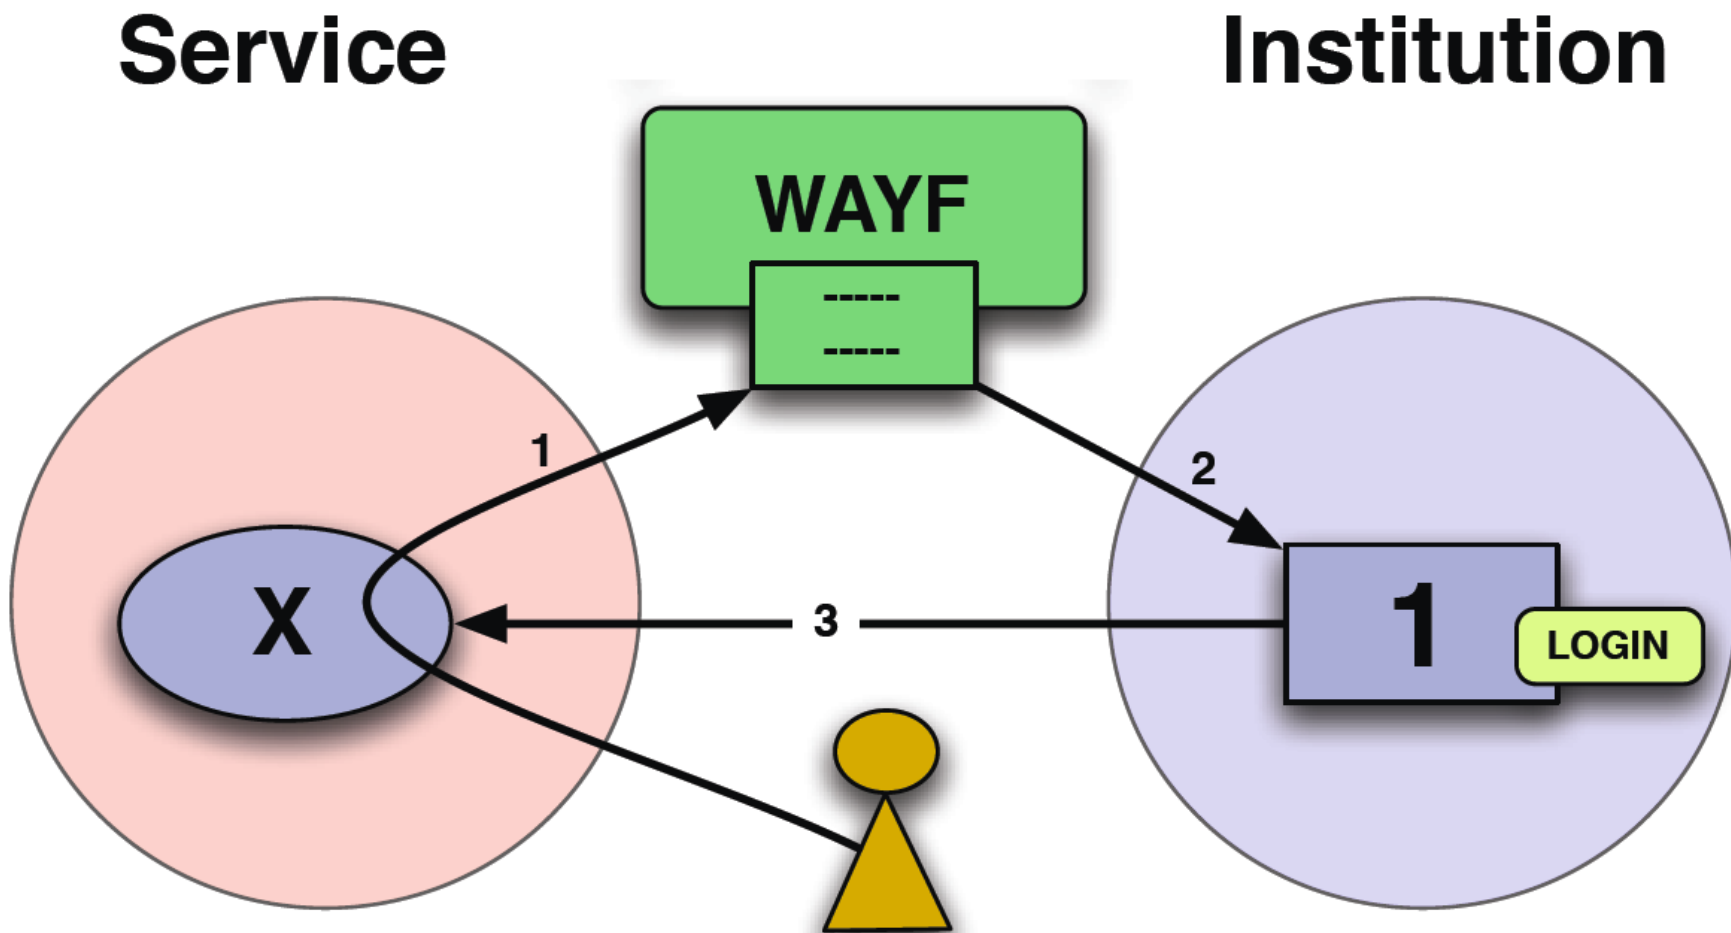 Service
Institution
WAYF
-----
-----
1
2
X
3
1
LOGIN